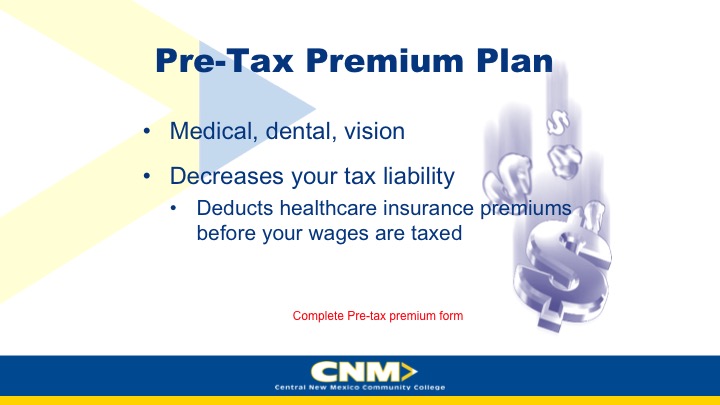 Pre-Tax Premium Plan
• Medical, dental, vision
• Decreases your tax liability
• Deducts healthcare insurance premiums
before your wages are taxed
Complete Pre-tax premium form
CNM
Central New Mexico Community College